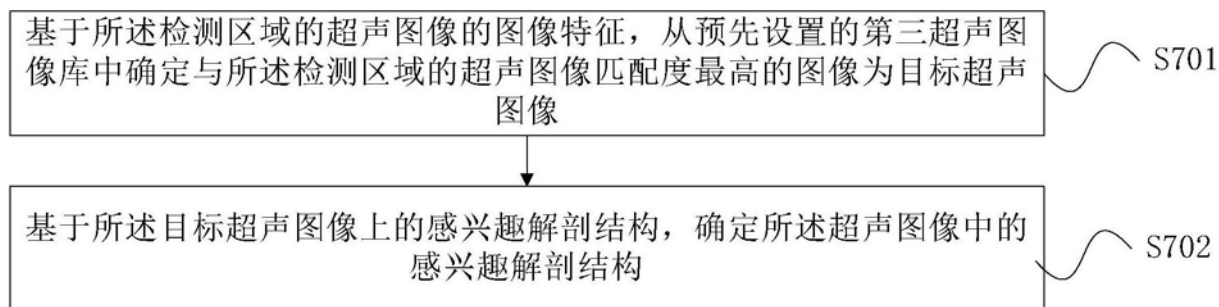 基于所述检测区域的超声图像的图像特征，从预先设置的第三超声图
像库中确定与所述检测区域的超声图像匹配度最高的图像为目标超声
图像
S701
基于所述目标超声图像上的感兴趣解剖结构，确定所述超声图像中的
感兴趣解剖结构
S702